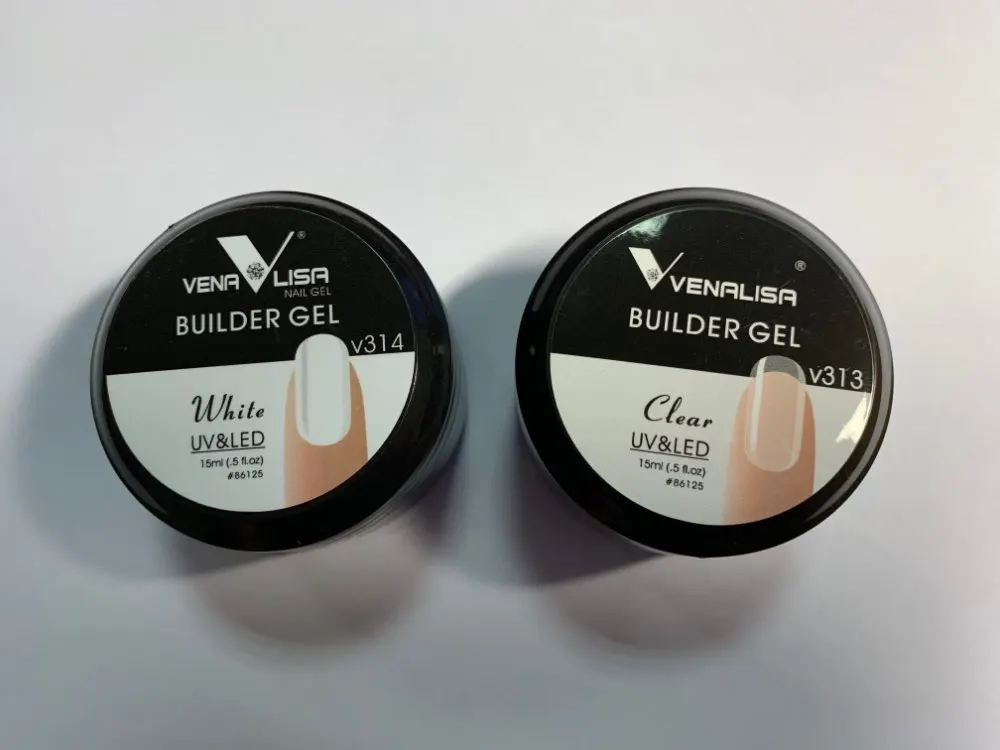 VENA LISA ®
NAIL GEL
BUILDER GEL
v314
White
UV&LED
15ml (.5 fl.oz)
#86125
VENALISA ®
BUILDER GEL
v313
Clear
UV&LED
15ml (.5 fl.oz)
#86125